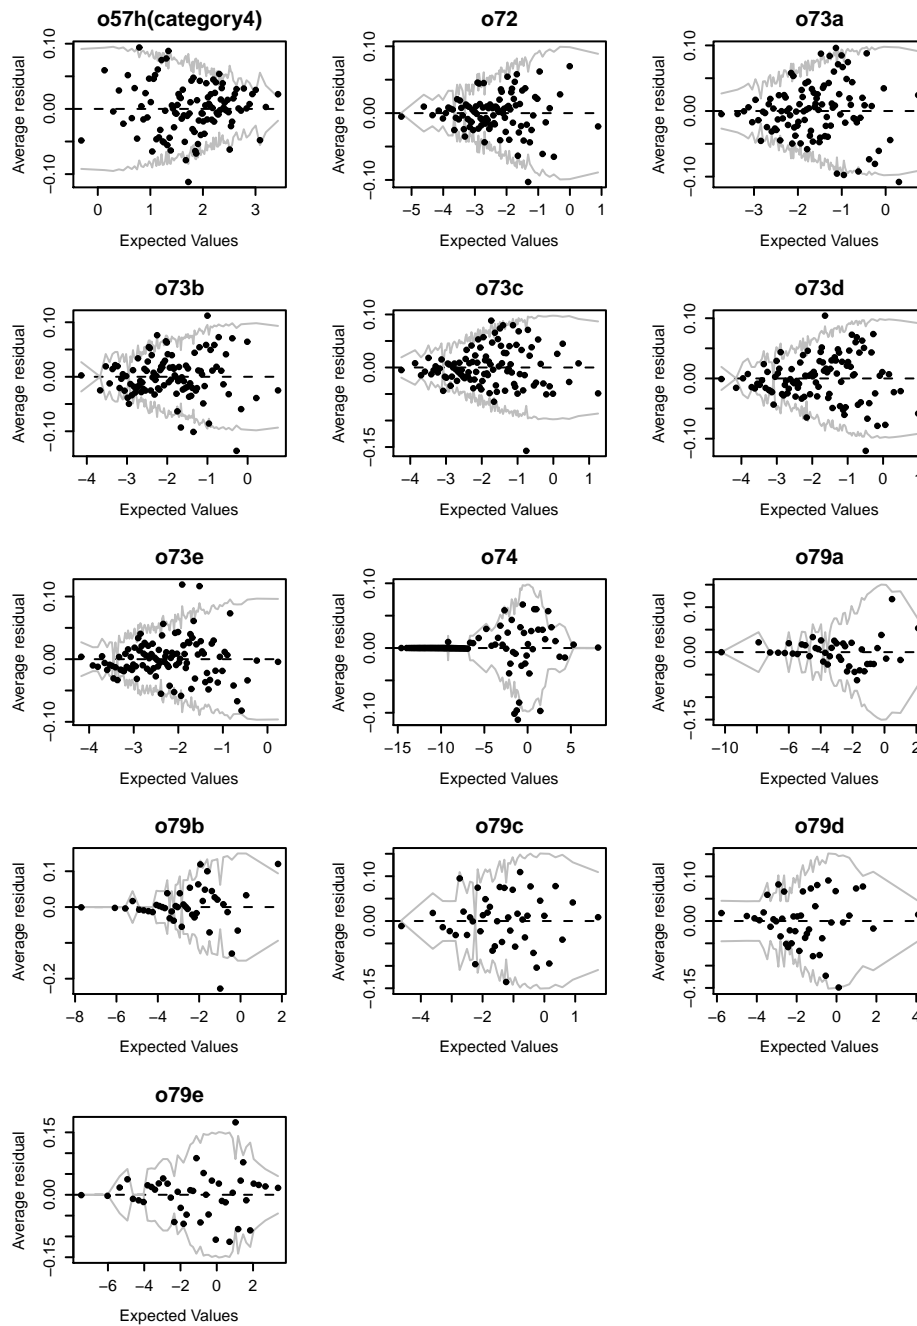 o57h(category4)
Average residual
0.10
0.00
−0.10
0 1 2 3
Expected Values
o72
Average residual
0.10
0.00
−0.10
−5 −4 −3 −2 −1 0 1
Expected Values
o73a
Average residual
0.10
0.00
−0.10
−3 −2 −1 0
Expected Values
o73b
Average residual
0.10
0.00
−0.10
−4 −3 −2 −1 0
Expected Values
o73c
Average residual
0.10
0.00
−0.15
−4 −3 −2 −1 0 1
Expected Values
o73d
Average residual
0.10
0.00
−0.10
−4 −3 −2 −1 0 1
Expected Values
o73e
Average residual
0.10
0.00
−0.10
−4 −3 −2 −1 0
Expected Values
o74
Average residual
0.10
0.00
−0.10
−15 −10 −5 0 5
Expected Values
o79a
Average residual
0.10
0.00
−0.15
−10 −8 −6 −4 −2 0 2
Expected Values
o79b
Average residual
0.1
0.0
−0.2
−8 −6 −4 −2 0 2
Expected Values
o79c
Average residual
0.10
0.00
−0.15
−4 −3 −2 −1 0 1
Expected Values
o79d
Average residual
0.10
0.00
−0.15
−6 −4 −2 0 2 4
Expected Values
o79e
Average residual
0.15
0.00
−0.15
−6 −4 −2 0 2
Expected Values